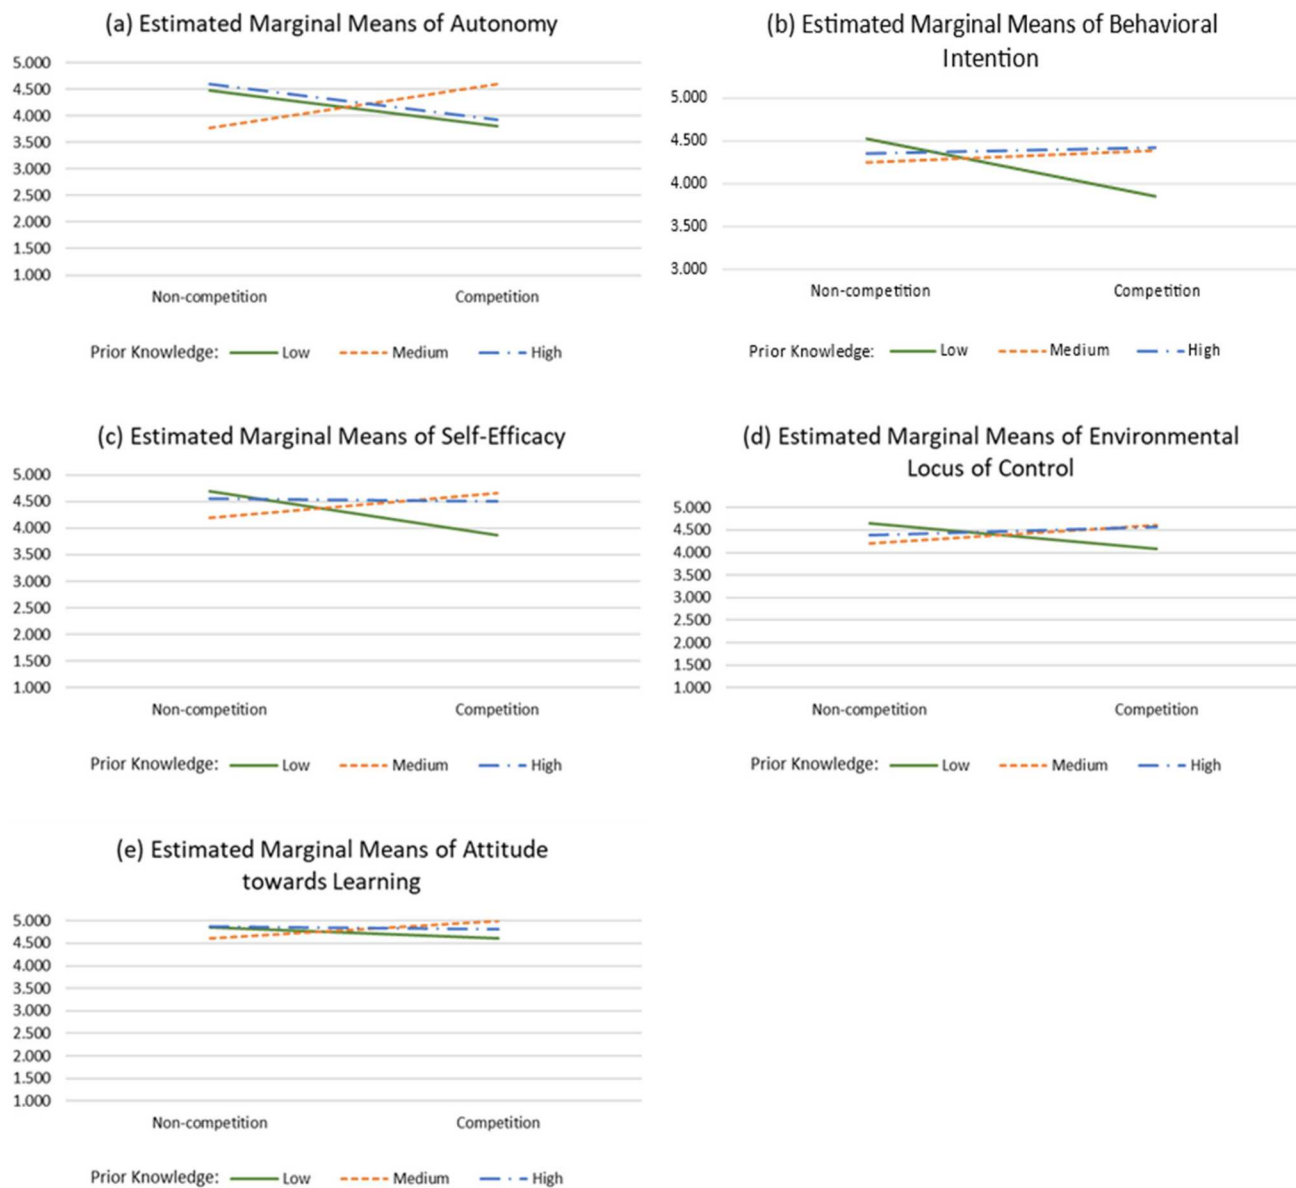 (a) Estimated Marginal Means of Autonomy
5.000
4.500
4.000
3.500
3.000
2.500
2.000
1.500
1.000
Non-competition Competition
Prior Knowledge: Low Medium High
(b) Estimated Marginal Means of Behavioral
Intention
5.000
4.500
4.000
3.500
3.000
Non-competition Competition
Prior Knowledge: Low Medium High
(c) Estimated Marginal Means of Self-Efficacy
5.000
4.500
4.000
3.500
3.000
2.500
2.000
1.500
1.000
Non-competition Competition
Prior Knowledge: Low Medium High
(d) Estimated Marginal Means of Environmental
Locus of Control
5.000
4.500
4.000
3.500
3.000
2.500
2.000
1.500
1.000
Non-competition Competition
Prior Knowledge: Low Medium High
(e) Estimated Marginal Means of Attitude
towards Learning
5.000
4.500
4.000
3.500
3.000
2.500
2.000
1.500
1.000
Non-competition Competition
Prior Knowledge: Low Medium High